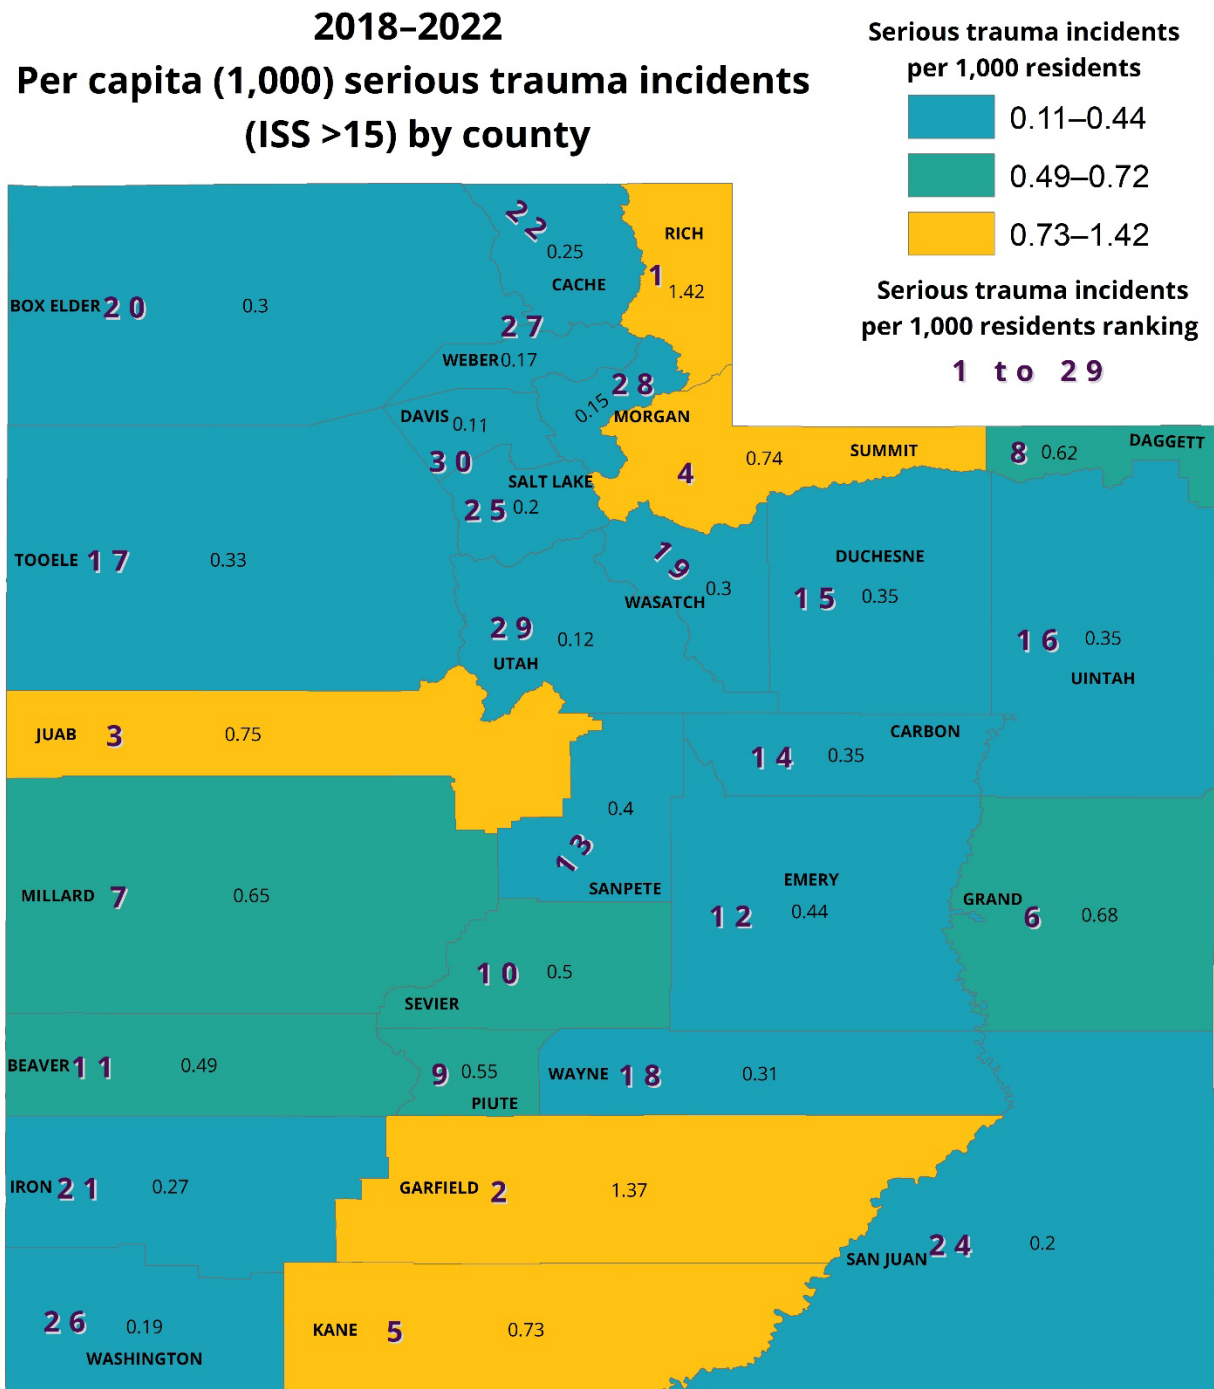 2018–2022
Per capita (1,000) serious trauma incidents
(ISS >15) by county
Serious trauma incidents
per 1,000 residents
0.11–0.44
0.49–0.72
0.73–1.42
Serious trauma incidents
per 1,000 residents ranking
1 to 29
BOX ELDER 20 0.3
22
0.25
CACHE
RICH
1
1.42
27
WEBER 0.17
28
0.15
MORGAN
DAVIS 0.11
30
SALT LAKE
25 0.2
4 0.74 SUMMIT
8 0.62 DAGGETT
TOOELE 17 0.33
19
0.3
WASATCH
DUCHESNE
15 0.35
29 0.12
UTAH
16 0.35
UINTAH
JUAB 3 0.75
CARBON
14 0.35
0.4
13
SANPETE
MILLARD 7 0.65
EMERY
12 0.44
GRAND
6 0.68
10 0.5
SEVIER
BEAVER 11 0.49
9 0.55
PIUTE
WAYNE 18 0.31
IRON 21 0.27
GARFIELD 2 1.37
SAN JUAN 24 0.2
26 0.19
WASHINGTON
KANE 5 0.73